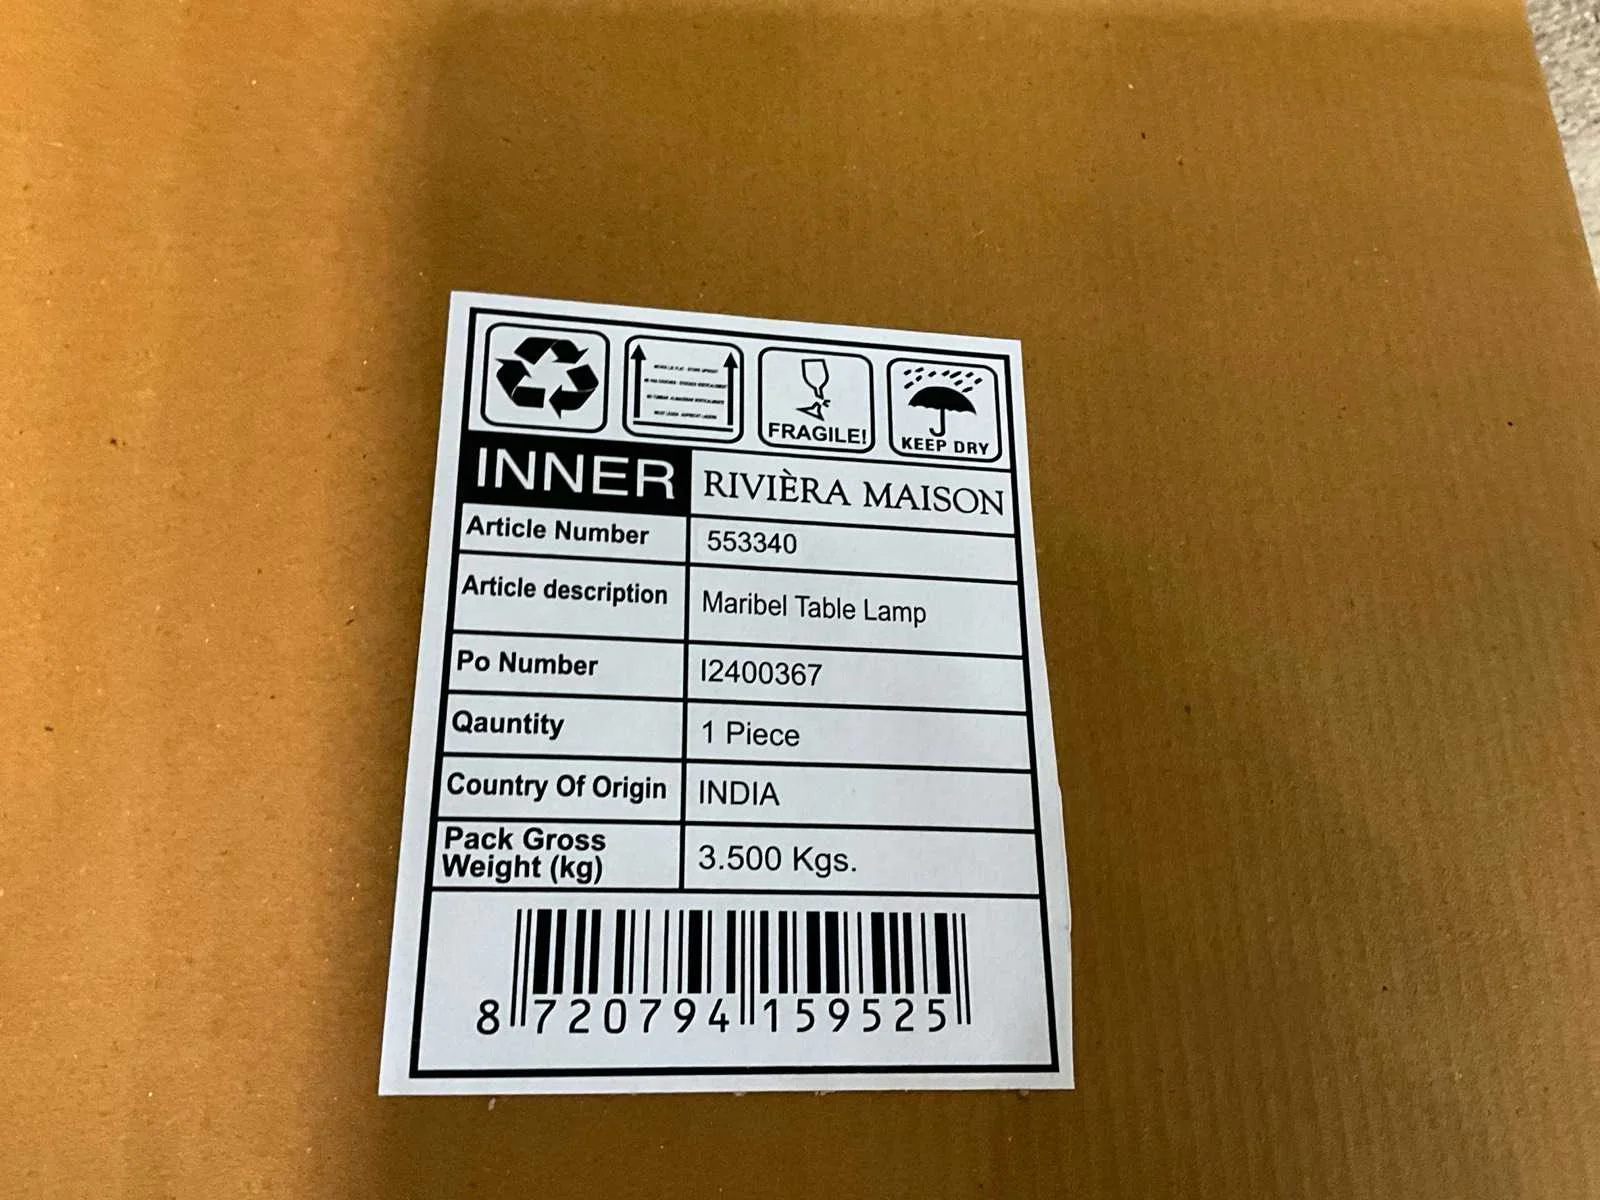 FRAGILE!
KEEP DRY
INNER RIVIÈRA MAISON
Article Number 553340
Article description Maribel Table Lamp
Po Number I2400367
Qauntity 1 Piece
Country Of Origin INDIA
Pack Gross
Weight (kg) 3.500 Kgs.
8 720794 159525